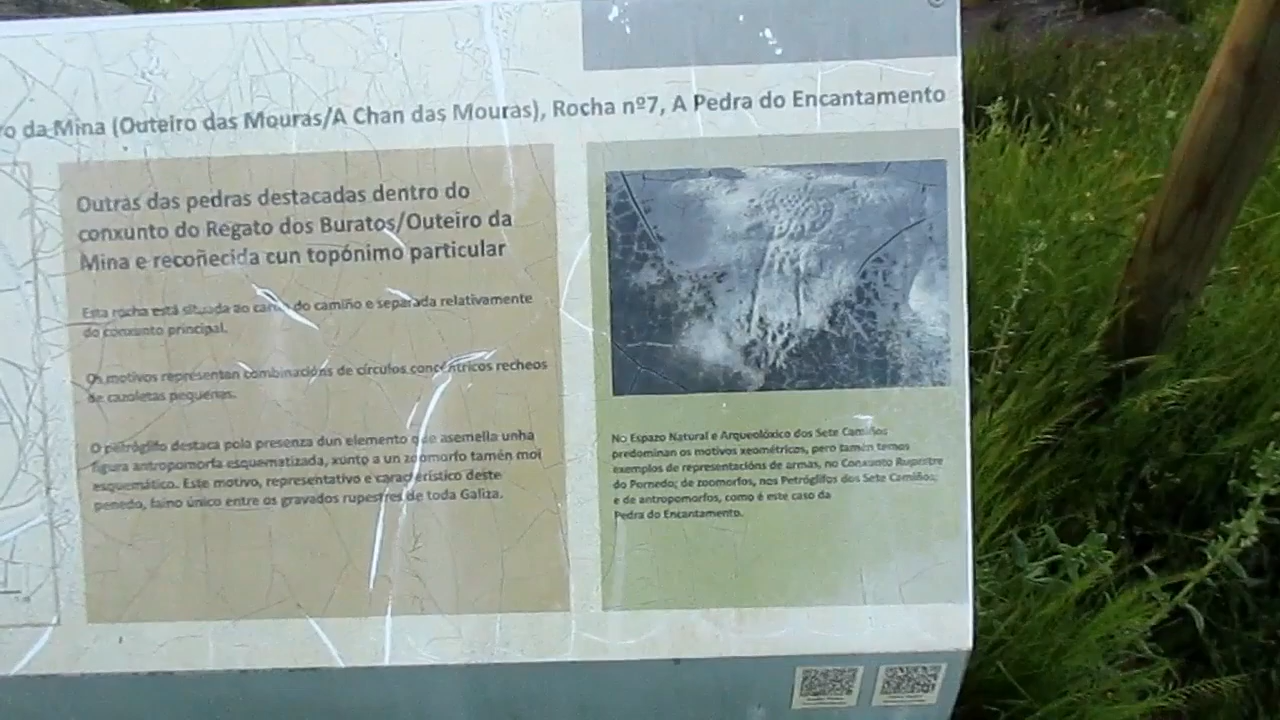 ro da Mina (Outeiro das Mouras/A Chan das Mouras), Rocha nº7, A Pedra do Encantamento
Outras das pedras destacadas dentro do
conxunto do Regato dos Buratos/Outeiro da
Mina e recoñecida cun topónimo particular
Esta rocha está situada ao carón do camiño e separada relativamente
do conxunto principal.
Os motivos representan combinacións de círculos concéntricos recheos
de cazoletas pequenas.
O petróglifo destaca pola presenza dun elemento que asemella unha
figura antropomorfa esquematizada, xunto a un zoomorfo tamén moi
esquemático. Este motivo, representativo e característico deste
penedo, faino único entre os gravados rupestres de toda Galiza.
No Espazo Natural e Arqueolóxico dos Sete Camiños
predominan os motivos xeométricos, pero tamén temos
exemplos de representacións de armas, no Conxunto Rupestre
do Pornedo; de zoomorfos, nos Petróglifos dos Sete Camiños;
e de antropomorfos, como é este caso da
Pedra do Encantamento.